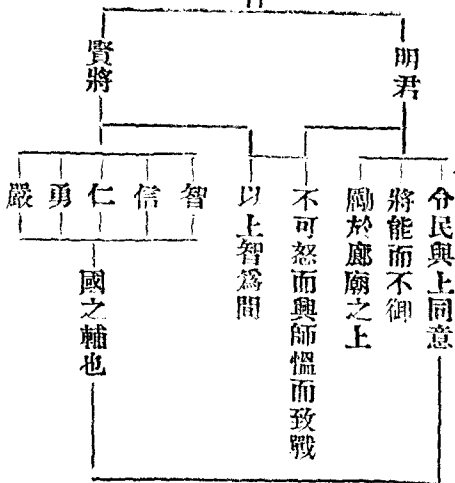 明君
令民與上同意
將能而不御
勵於廊廟之上
不可怒而興師慍而致戰
以上智為間
賢將
智
信
仁
勇
嚴
國之輔也